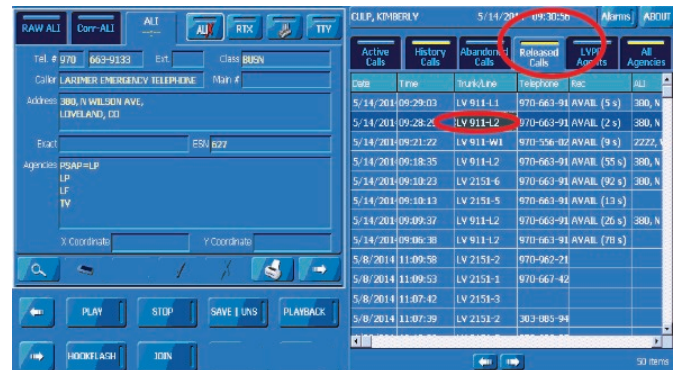 RAW ALI
Corr-ALI
ALI
ALI
RTX
TTY
Tel. # 970 663-9133 Ext. Class BUSN
Caller LARIMER EMERGENCY TELEPHONE Main #
Address 380, N WILSON AVE,
LOVELAND, CO
Exact ESN 627
Agencies PSAP=LP
LP
LF
TV
X Coordinate Y Coordinate
PLAY STOP SAVE | UNS PLAYBACK
HOOKFLASH JOIN
CULP, KIMBERLY 5/14/201 09:30:56 Alarms ABOUT
Active Calls
History Calls
Abandoned Calls
Released Calls
LVPD Agents
All Agencies
Date Time Trunk/Line Telephone Rec ALI
5/14/201 09:29:03 LV 911-L1 970-663-91 AVAIL (5 s) 380, N
5/14/201 09:28:25 LV 911-L2 970-663-91 AVAIL (2 s) 380, N
5/14/201 09:21:22 LV 911-W1 970-556-02 AVAIL (9 s) 2222,
5/14/201 09:18:35 LV 911-L2 970-663-91 AVAIL (55 s) 380, N
5/14/201 09:10:23 LV 2151-6 970-663-91 AVAIL (92 s) 380, N
5/14/201 09:10:13 LV 2151-5 970-663-91 AVAIL (13 s)
5/14/201 09:09:37 LV 911-L2 970-663-91 AVAIL (26 s) 380, N
5/14/201 09:06:38 LV 911-L2 970-663-91 AVAIL (78 s)
5/8/2014 11:09:58 LV 2151-2 970-962-21
5/8/2014 11:09:53 LV 2151-1 970-667-42
5/8/2014 11:07:42 LV 2151-3
5/8/2014 11:07:39 LV 2151-2 303-885-94
50 items